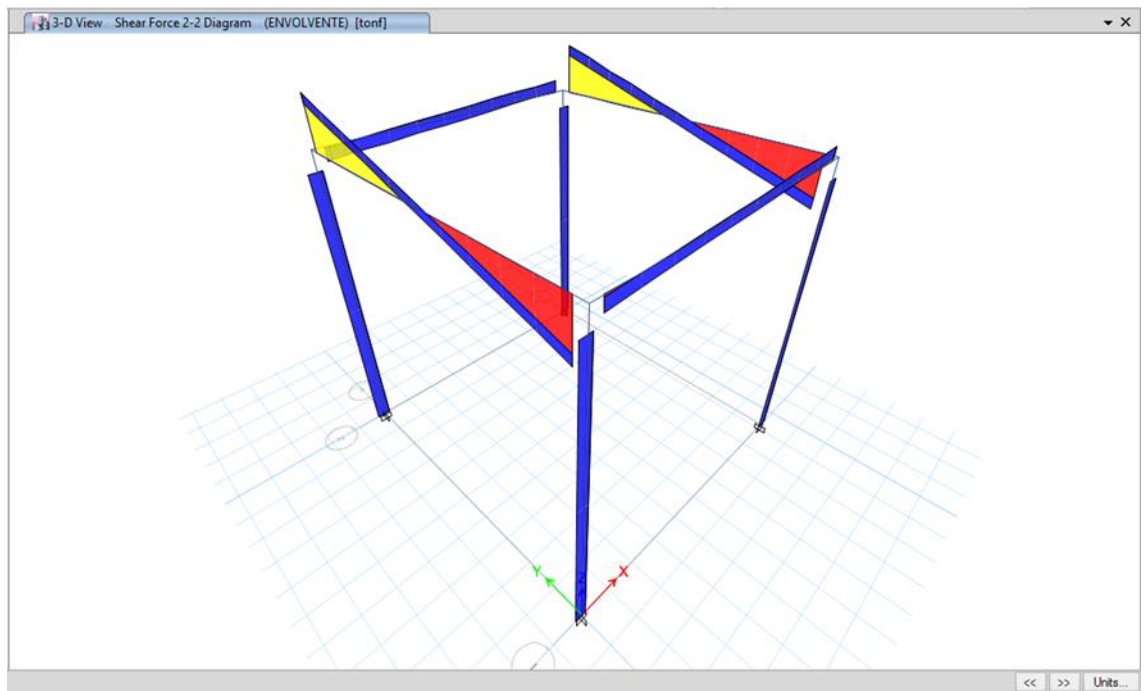 3-D View Shear Force 2-2 Diagram (ENVOLVENTE) [tonf]
Y
Z
X
<< >> Units...